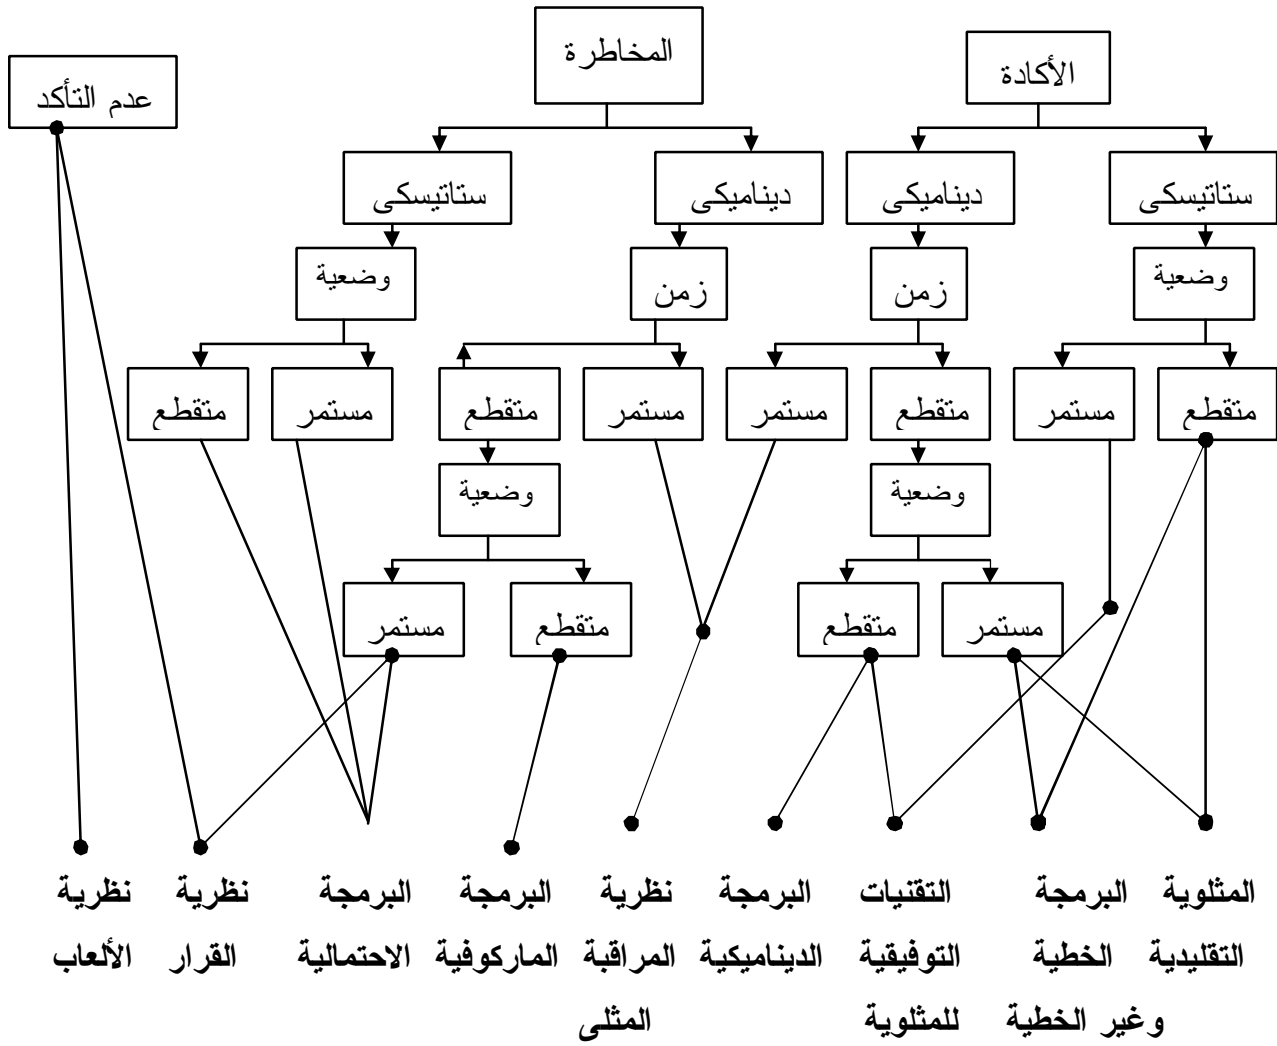 المخاطرة
الأكادة
عدم التأكد
ستاتيسكى
ديناميكى
ديناميكى
ستاتيسكى
وضعية
زمن
زمن
وضعية
متقطع
مستمر
متقطع
مستمر
مستمر
متقطع
مستمر
متقطع
وضعية
وضعية
متقطع
مستمر
متقطع
مستمر
المثلوية
التقليدية
البرمجة
الخطية
وغير الخطية
التقنيات
التوفيقية
للمثلوية
البرمجة
الديناميكية
نظرية
المراقبة
المثلى
البرمجة
الماركوفية
البرمجة
الاحتمالية
نظرية
القرار
نظرية
الألعاب